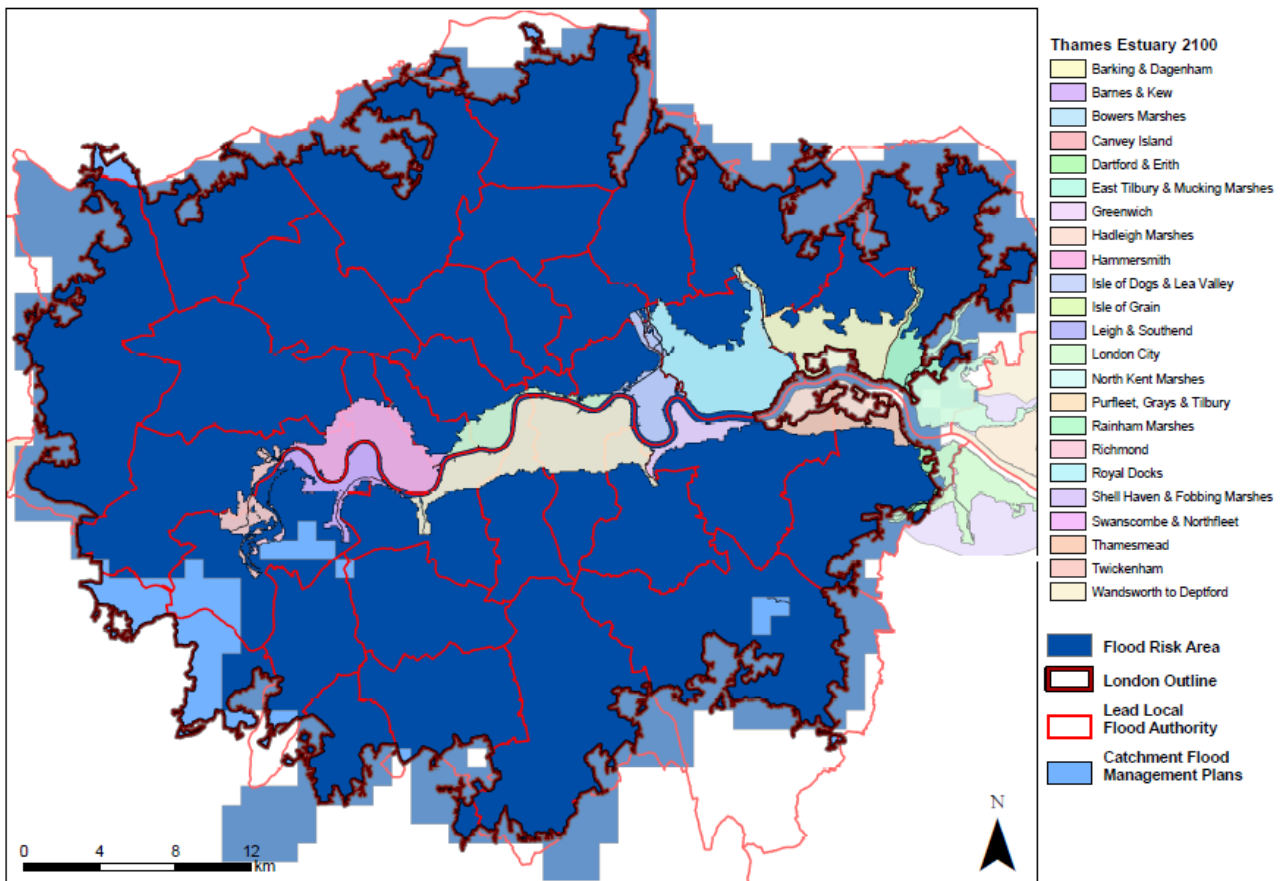 Thames Estuary 2100
Barking & Dagenham
Barnes & Kew
Bowers Marshes
Canvey Island
Dartford & Erith
East Tilbury & Mucking Marshes
Greenwich
Hadleigh Marshes
Hammersmith
Isle of Dogs & Lea Valley
Isle of Grain
Leigh & Southend
London City
North Kent Marshes
Purfleet, Grays & Tilbury
Rainham Marshes
Richmond
Royal Docks
Shell Haven & Fobbing Marshes
Swanscombe & Northfleet
Thamesmead
Twickenham
Wandsworth to Deptford
Flood Risk Area
London Outline
Lead Local
Flood Authority
Catchment Flood
Management Plans
N
0 4 8 12
km